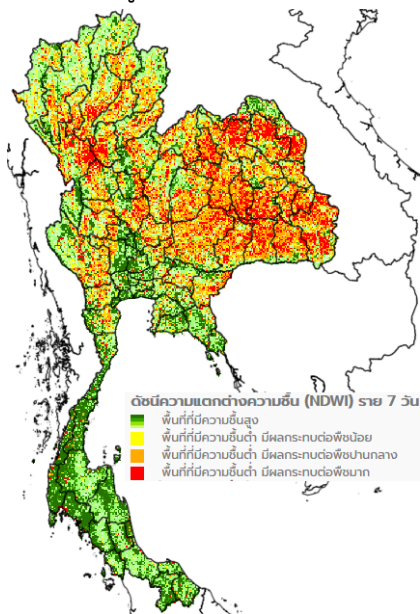 ดัชนีความแตกต่างความชื้น (NDWI) ราย 7 วัน
พื้นที่ที่มีความชื้นสูง
พื้นที่ที่มีความชื้นต่ำ มีผลกระทบต่อพืชน้อย
พื้นที่ที่มีความชื้นต่ำ มีผลกระทบต่อพืชปานกลาง
พื้นที่ที่มีความชื้นต่ำ มีผลกระทบต่อพืชมาก